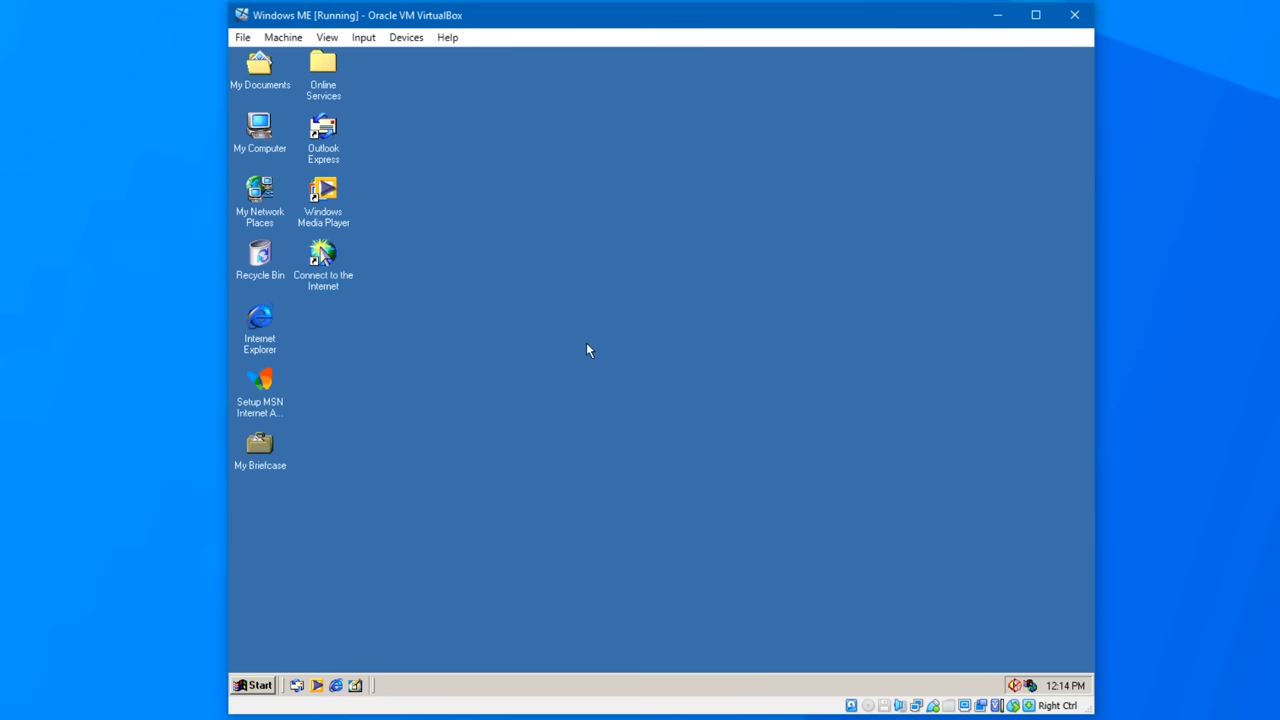 Windows ME [Running] - Oracle VM VirtualBox
File Machine View Input Devices Help
My Documents
Online
Services
My Computer
Outlook
Express
My Network
Places
Windows
Media Player
Recycle Bin
Connect to the
Internet
Internet
Explorer
Setup MSN
Internet A...
My Briefcase
Start
12:14 PM
Right Ctrl